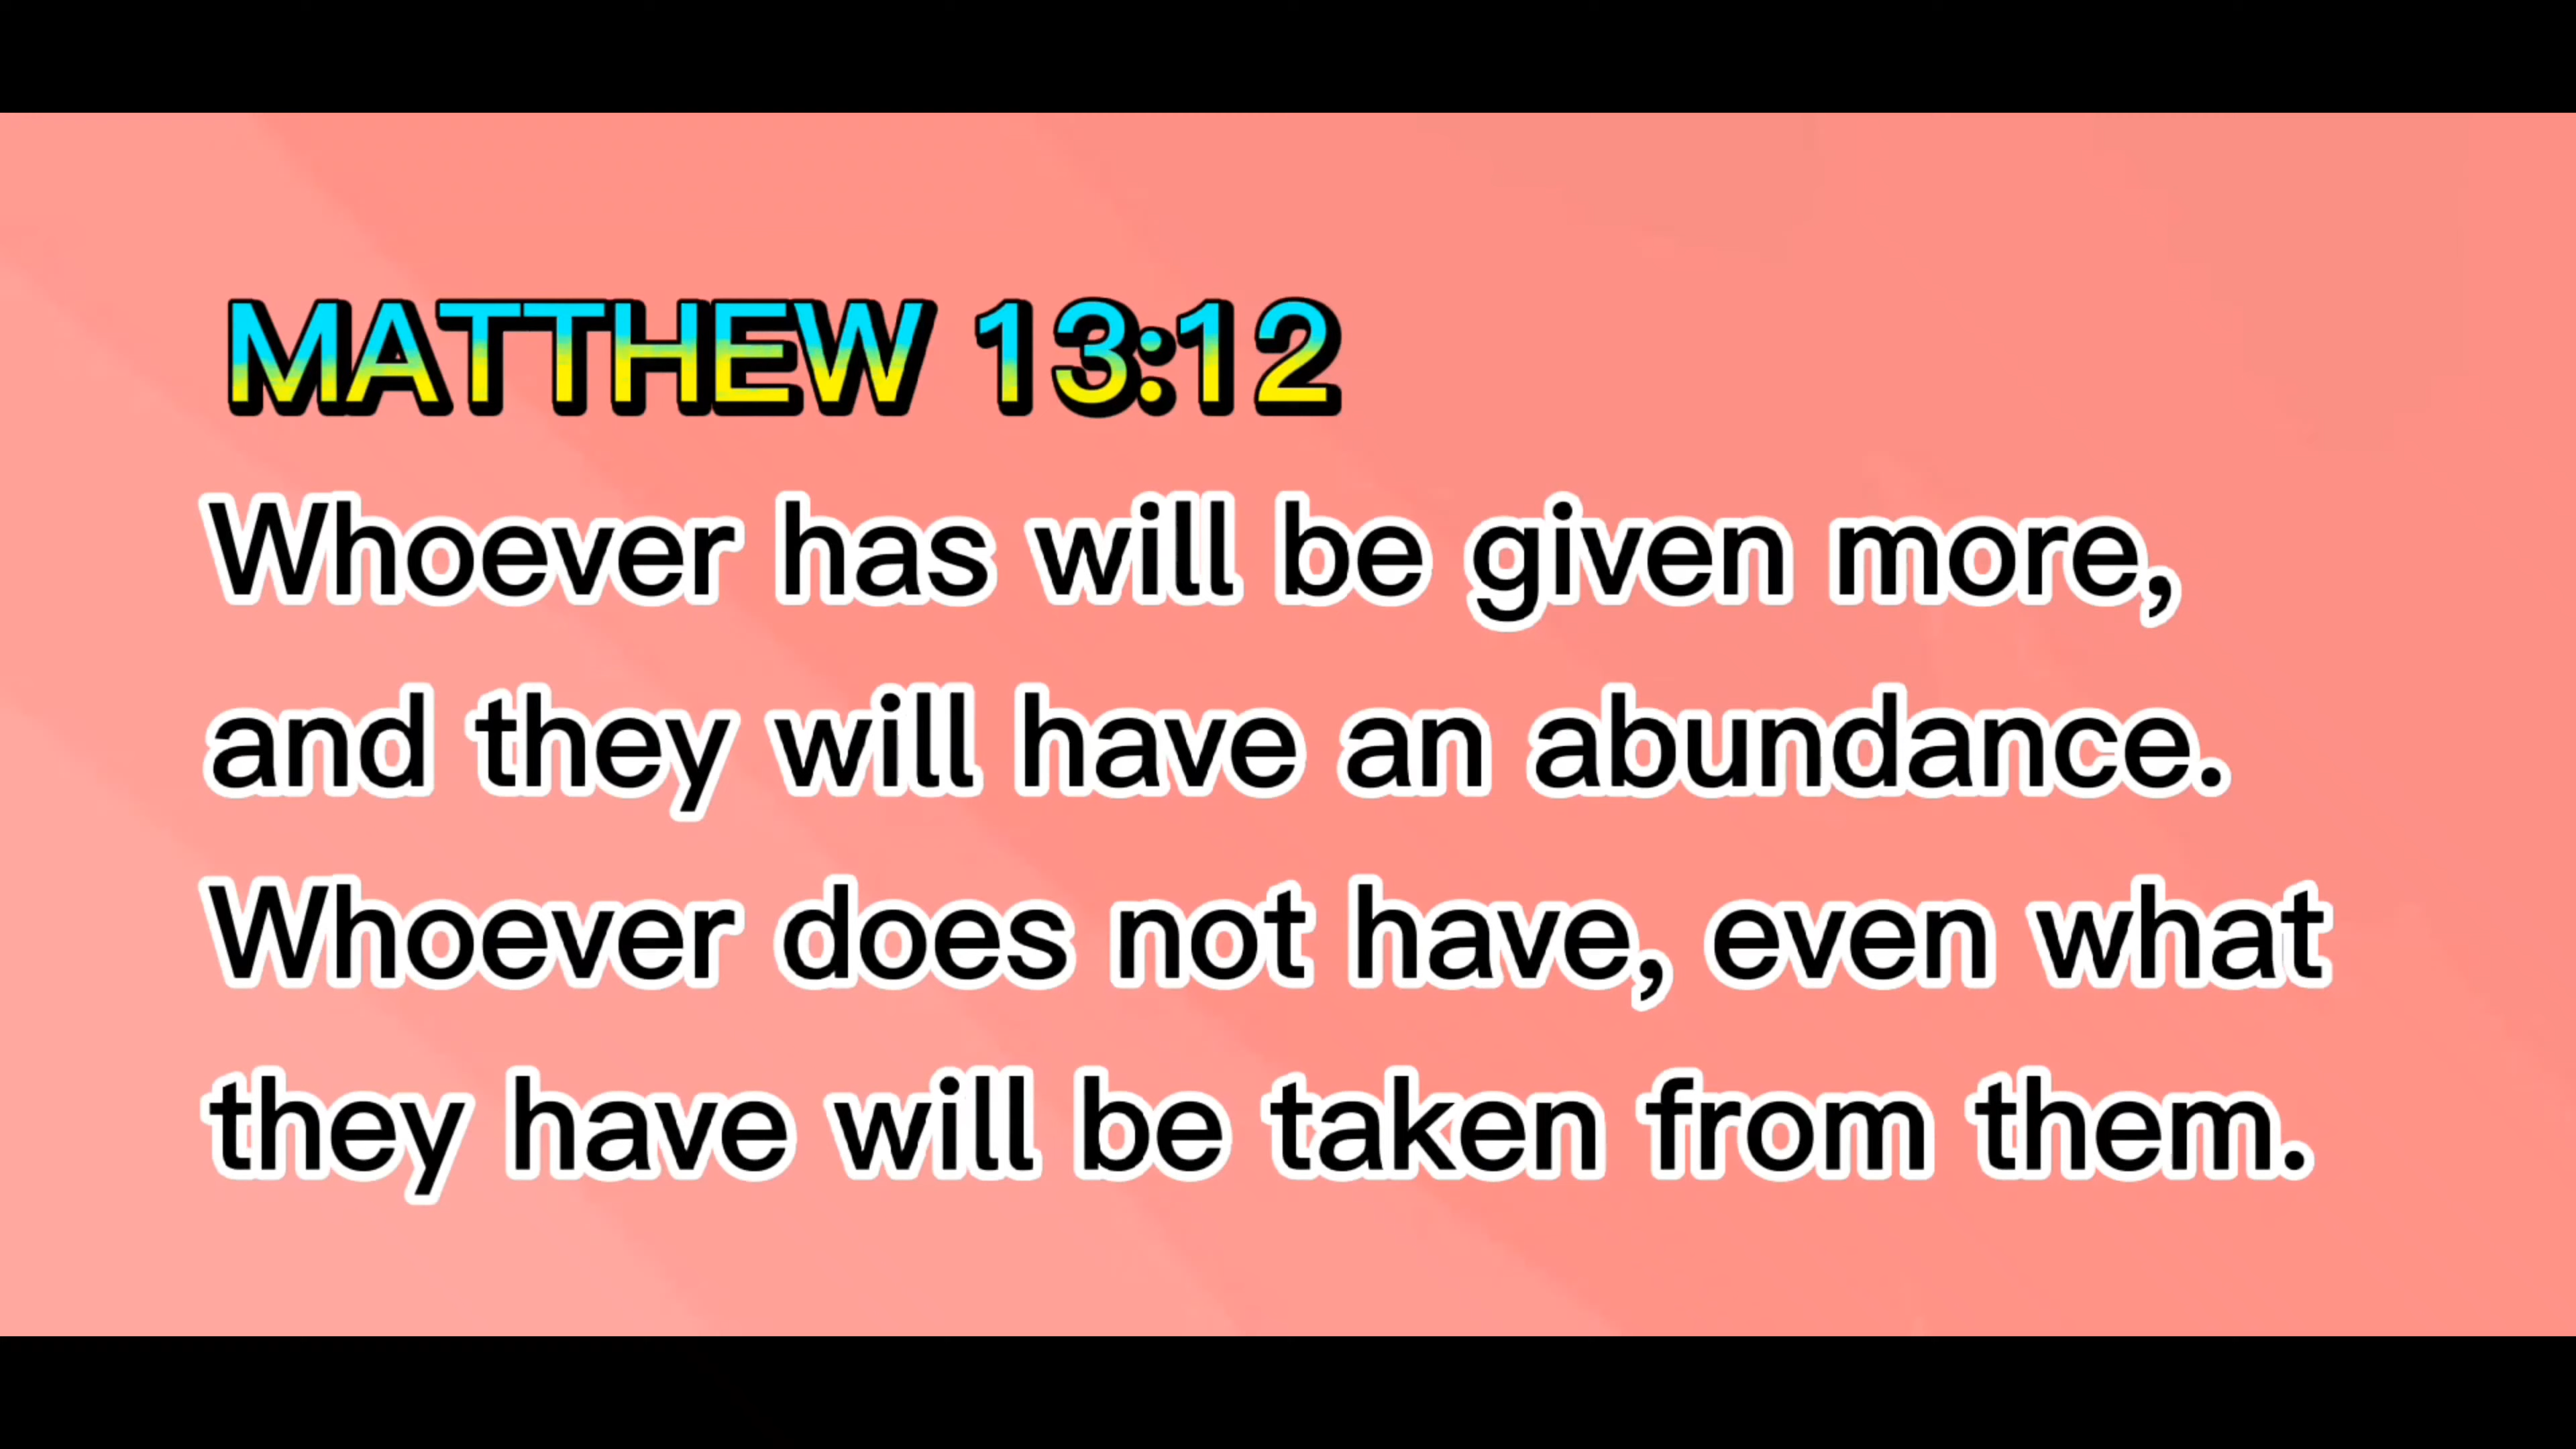 MATTHEW 13:12
Whoever has will be given more,
and they will have an abundance.
Whoever does not have, even what
they have will be taken from them.